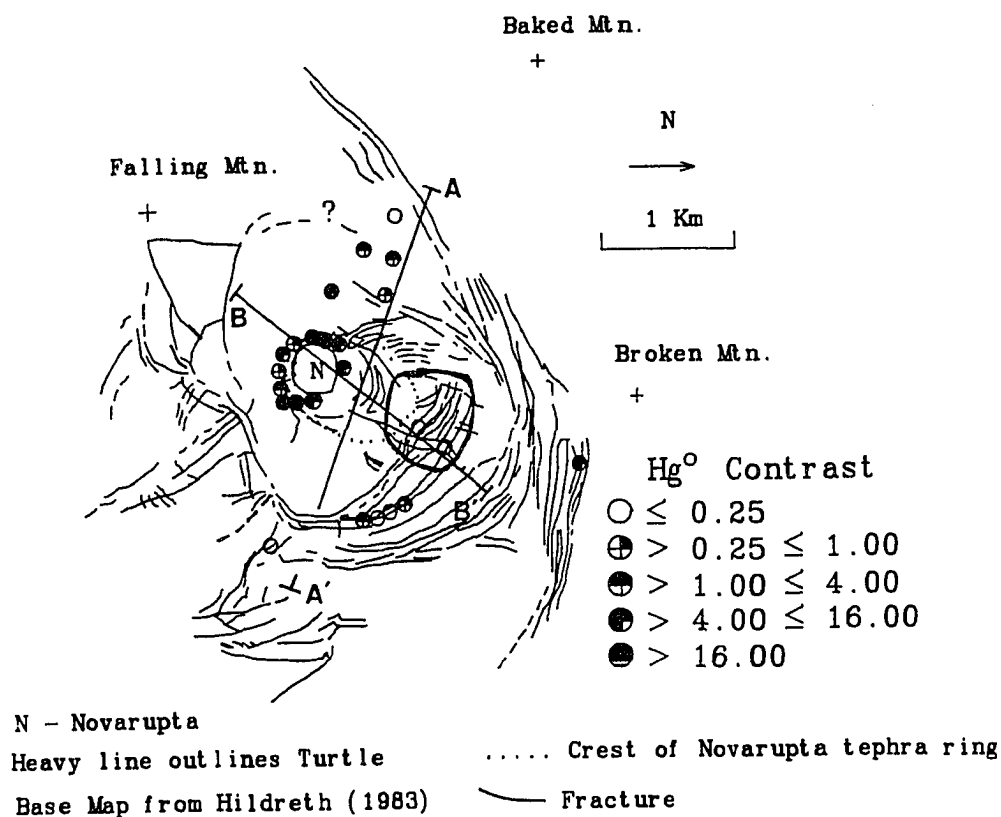 Baked Mtn.
N
Falling Mtn.
?
A
1 Km
B
N
Broken Mtn.
Hg° Contrast
≤ 0.25
> 0.25 ≤ 1.00
> 1.00 ≤ 4.00
> 4.00 ≤ 16.00
> 16.00
B'
A'
N - Novarupta
Heavy line outlines Turtle
..... Crest of Novarupta tephra ring
Base Map from Hildreth (1983)
Fracture